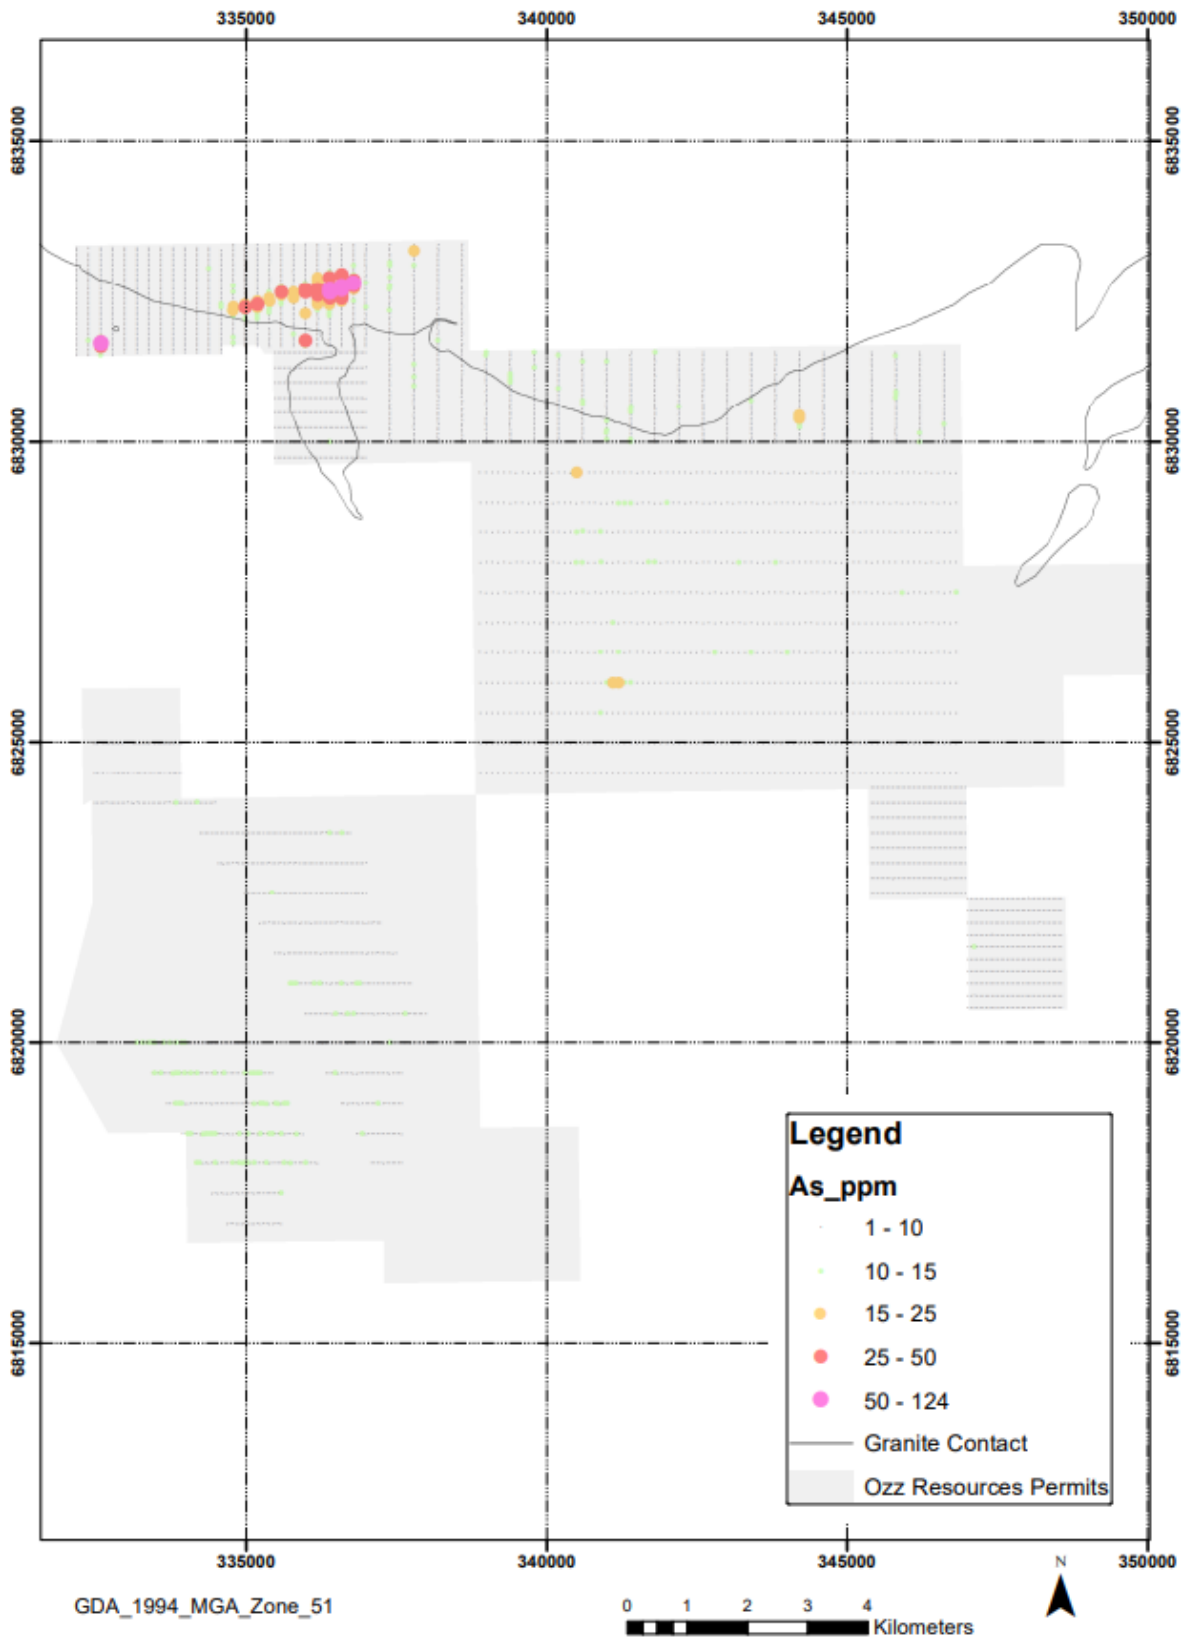 335000 340000 345000 350000
6835000 6835000
6830000 6830000
6825000 6825000
6820000 6820000
6815000 6815000
Legend
As_ppm
1 - 10
10 - 15
15 - 25
25 - 50
50 - 124
Granite Contact
Ozz Resources Permits
335000 340000 345000 350000
N
GDA_1994_MGA_Zone_51
0 1 2 3 4
Kilometers